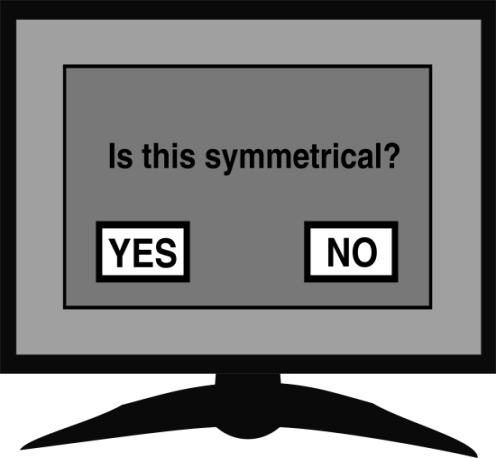 Is this symmetrical?
YES NO